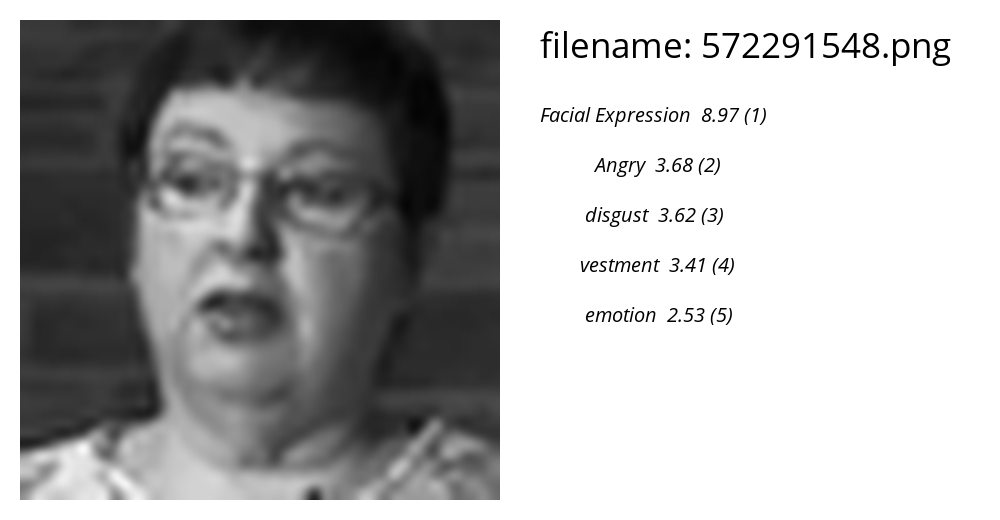 filename: 572291548.png
Facial Expression 8.97 (1)
Angry 3.68 (2)
disgust 3.62 (3)
vestment 3.41 (4)
emotion 2.53 (5)